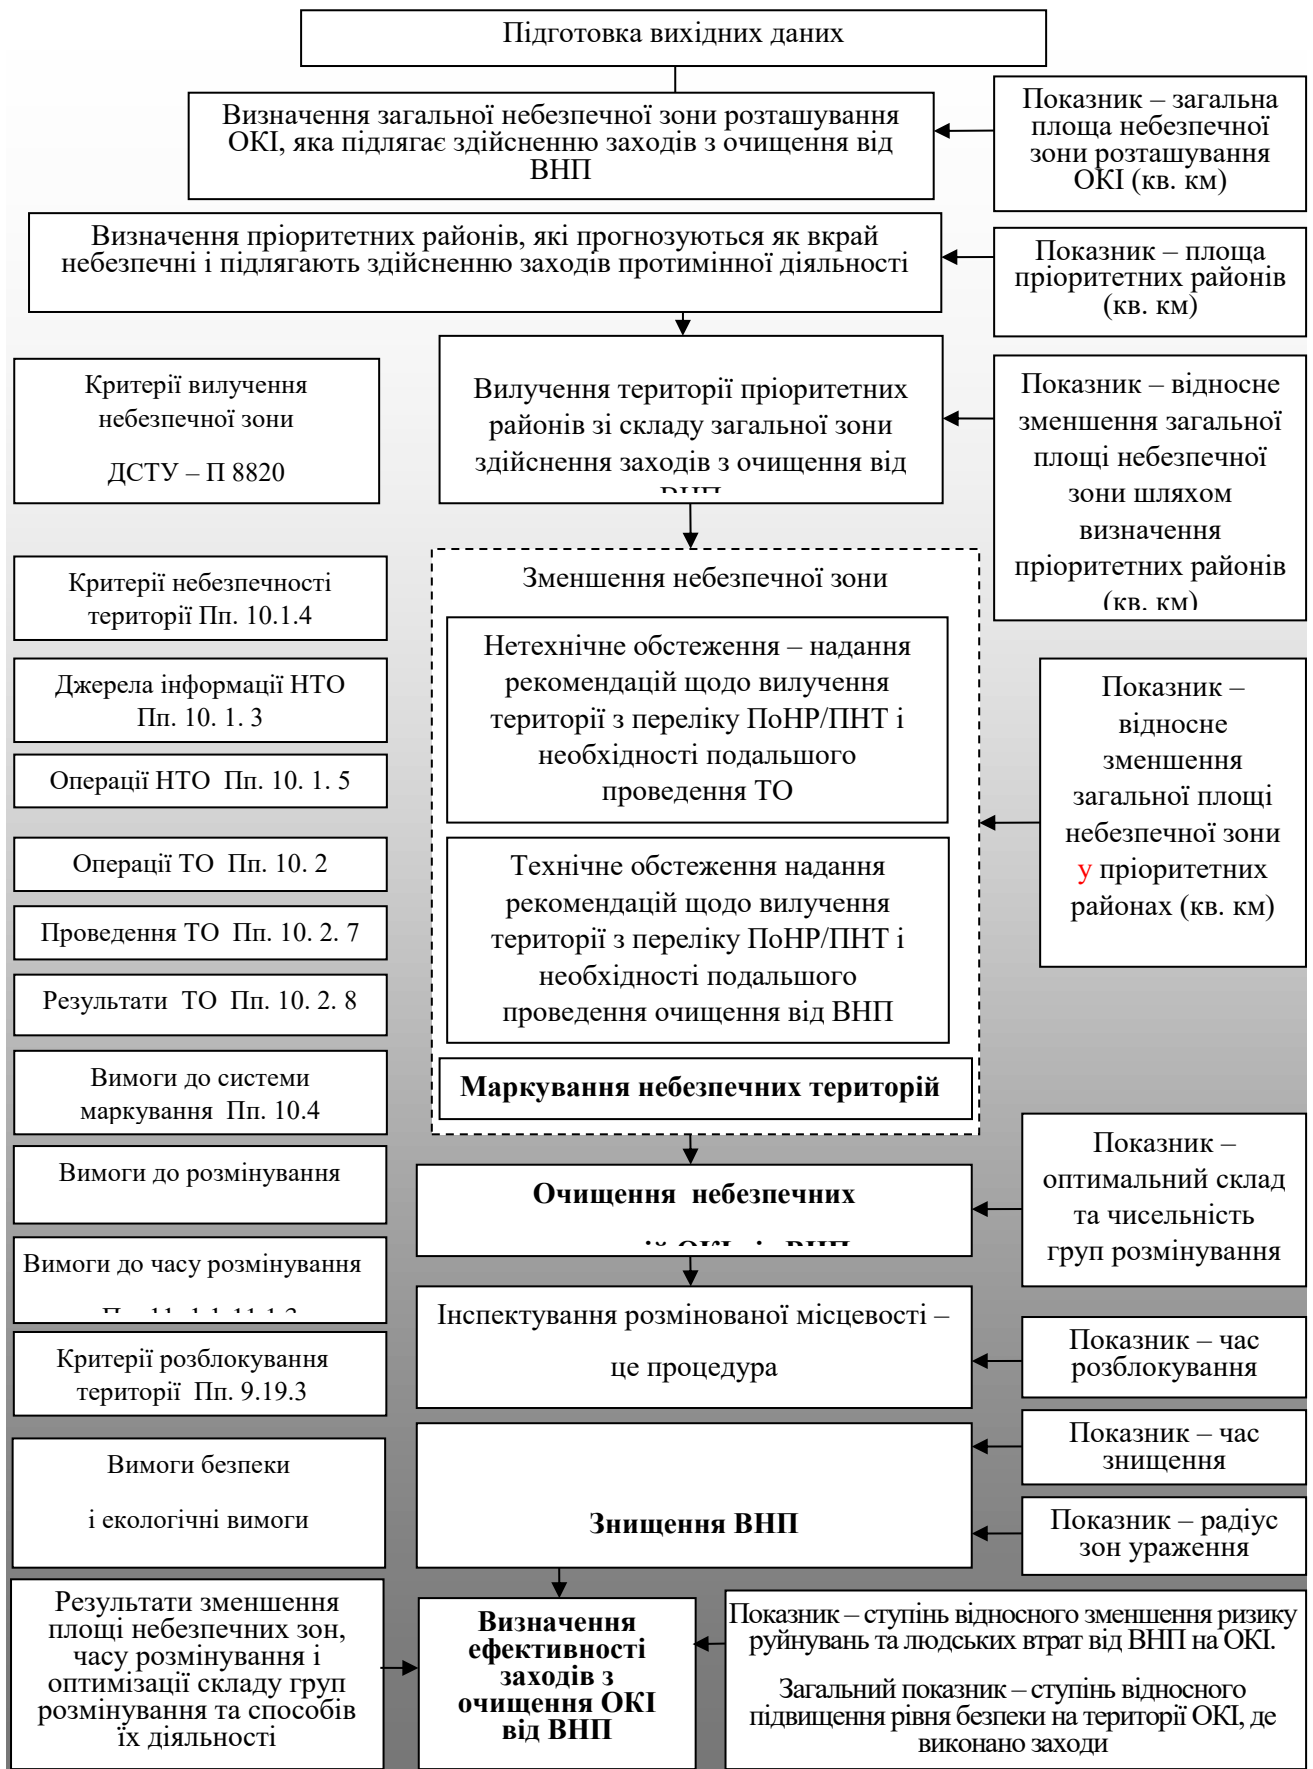 Підготовка вихідних даних
Визначення загальної небезпечної зони розташування
ОКІ, яка підлягає здійсненню заходів з очищення від
ВНП
Показник – загальна
площа небезпечної
зони розташування
ОКІ (кв. км)
Визначення пріоритетних районів, які прогнозуються як вкрай
небезпечні і підлягають здійсненню заходів протимінної діяльності
Показник – площа
пріоритетних районів
(кв. км)
Критерії вилучення
небезпечної зони
ДСТУ – П 8820
Вилучення території пріоритетних
районів зі складу загальної зони
здійснення заходів з очищення від
ВНП
Показник – відносне
зменшення загальної
площі небезпечної
зони шляхом
визначення
пріоритетних районів
(кв. км)
Критерії небезпечності
території Пп. 10.1.4
Джерела інформації НТО
Пп. 10. 1. 3
Операції НТО Пп. 10. 1. 5
Операції ТО Пп. 10. 2
Проведення ТО Пп. 10. 2. 7
Результати ТО Пп. 10. 2. 8
Вимоги до системи
маркування Пп. 10.4
Зменшення небезпечної зони
Нетехнічне обстеження – надання
рекомендацій щодо вилучення
території з переліку ПоНР/ПНТ і
необхідності подальшого
проведення ТО
Технічне обстеження надання
рекомендацій щодо вилучення
території з переліку ПоНР/ПНТ і
необхідності подальшого
проведення очищення від ВНП
Маркування небезпечних територій
Показник –
відносне
зменшення
загальної площі
небезпечної зони
у пріоритетних
районах (кв. км)
Вимоги до розмінування
Очищення небезпечних
ОКІ від ВНП
Показник –
оптимальний склад
та чисельність
груп розмінування
Вимоги до часу розмінування
Інспектування розмінованої місцевості –
це процедура
Показник – час
розблокування
Критерії розблокування
території Пп. 9.19.3
Вимоги безпеки
і екологічні вимоги
Знищення ВНП
Показник – час
знищення
Показник – радіус
зон ураження
Результати зменшення
площі небезпечних зон,
часу розмінування і
оптимізації складу груп
розмінування та способів
їх діяльності
Визначення
ефективності
заходів з
очищення ОКІ
від ВНП
Показник – ступінь відносного зменшення ризику
руйнувань та людських втрат від ВНП на ОКІ.
Загальний показник – ступінь відносного
підвищення рівня безпеки на території ОКІ, де
виконано заходи